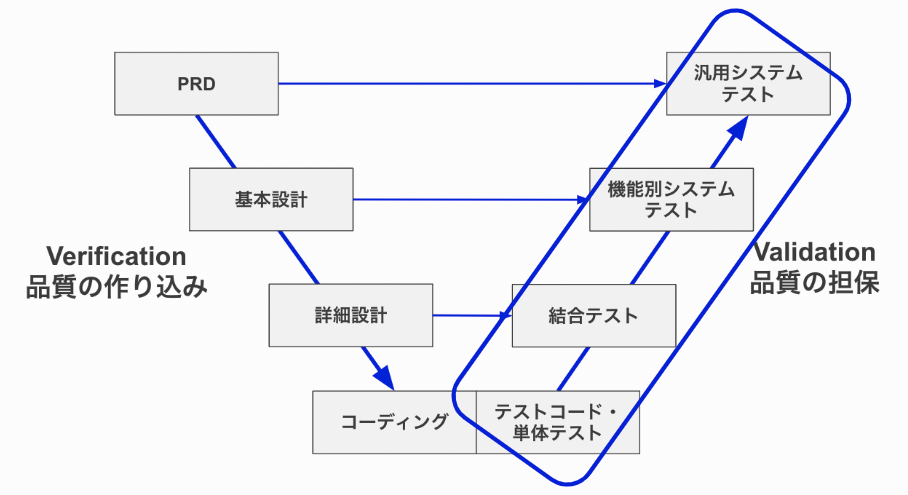 PRD
汎用システム
テスト
基本設計
機能別システム
テスト
Verification
品質の作り込み
Validation
品質の担保
詳細設計
結合テスト
コーディング
テストコード・
単体テスト